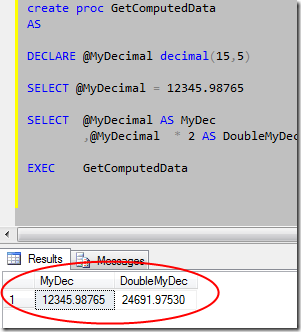 create proc GetComputedData
AS
DECLARE @MyDecimal decimal(15,5)
SELECT @MyDecimal = 12345.98765
SELECT @MyDecimal AS MyDec
,@MyDecimal * 2 AS DoubleMyDec
EXEC GetComputedData
Results Messages
MyDec DoubleMyDec
1 12345.98765 24691.97530